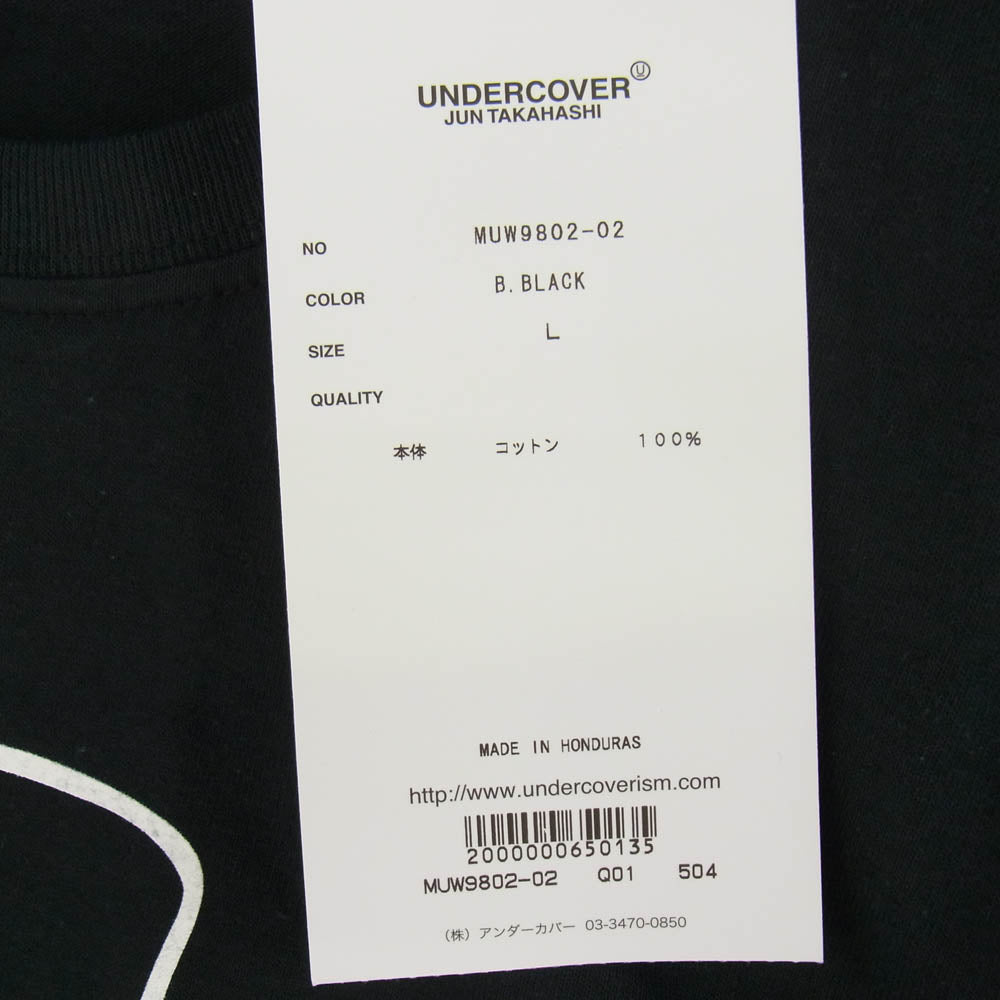 UNDERCOVER U
JUN TAKAHASHI
NO MUW9802-02
COLOR B.BLACK
SIZE L
QUALITY
本体 コットン 100%
MADE IN HONDURAS
http://www.undercoverism.com
2000000650135
MUW9802-02 Q01 504
(株) アンダーカバー 03-3470-0850